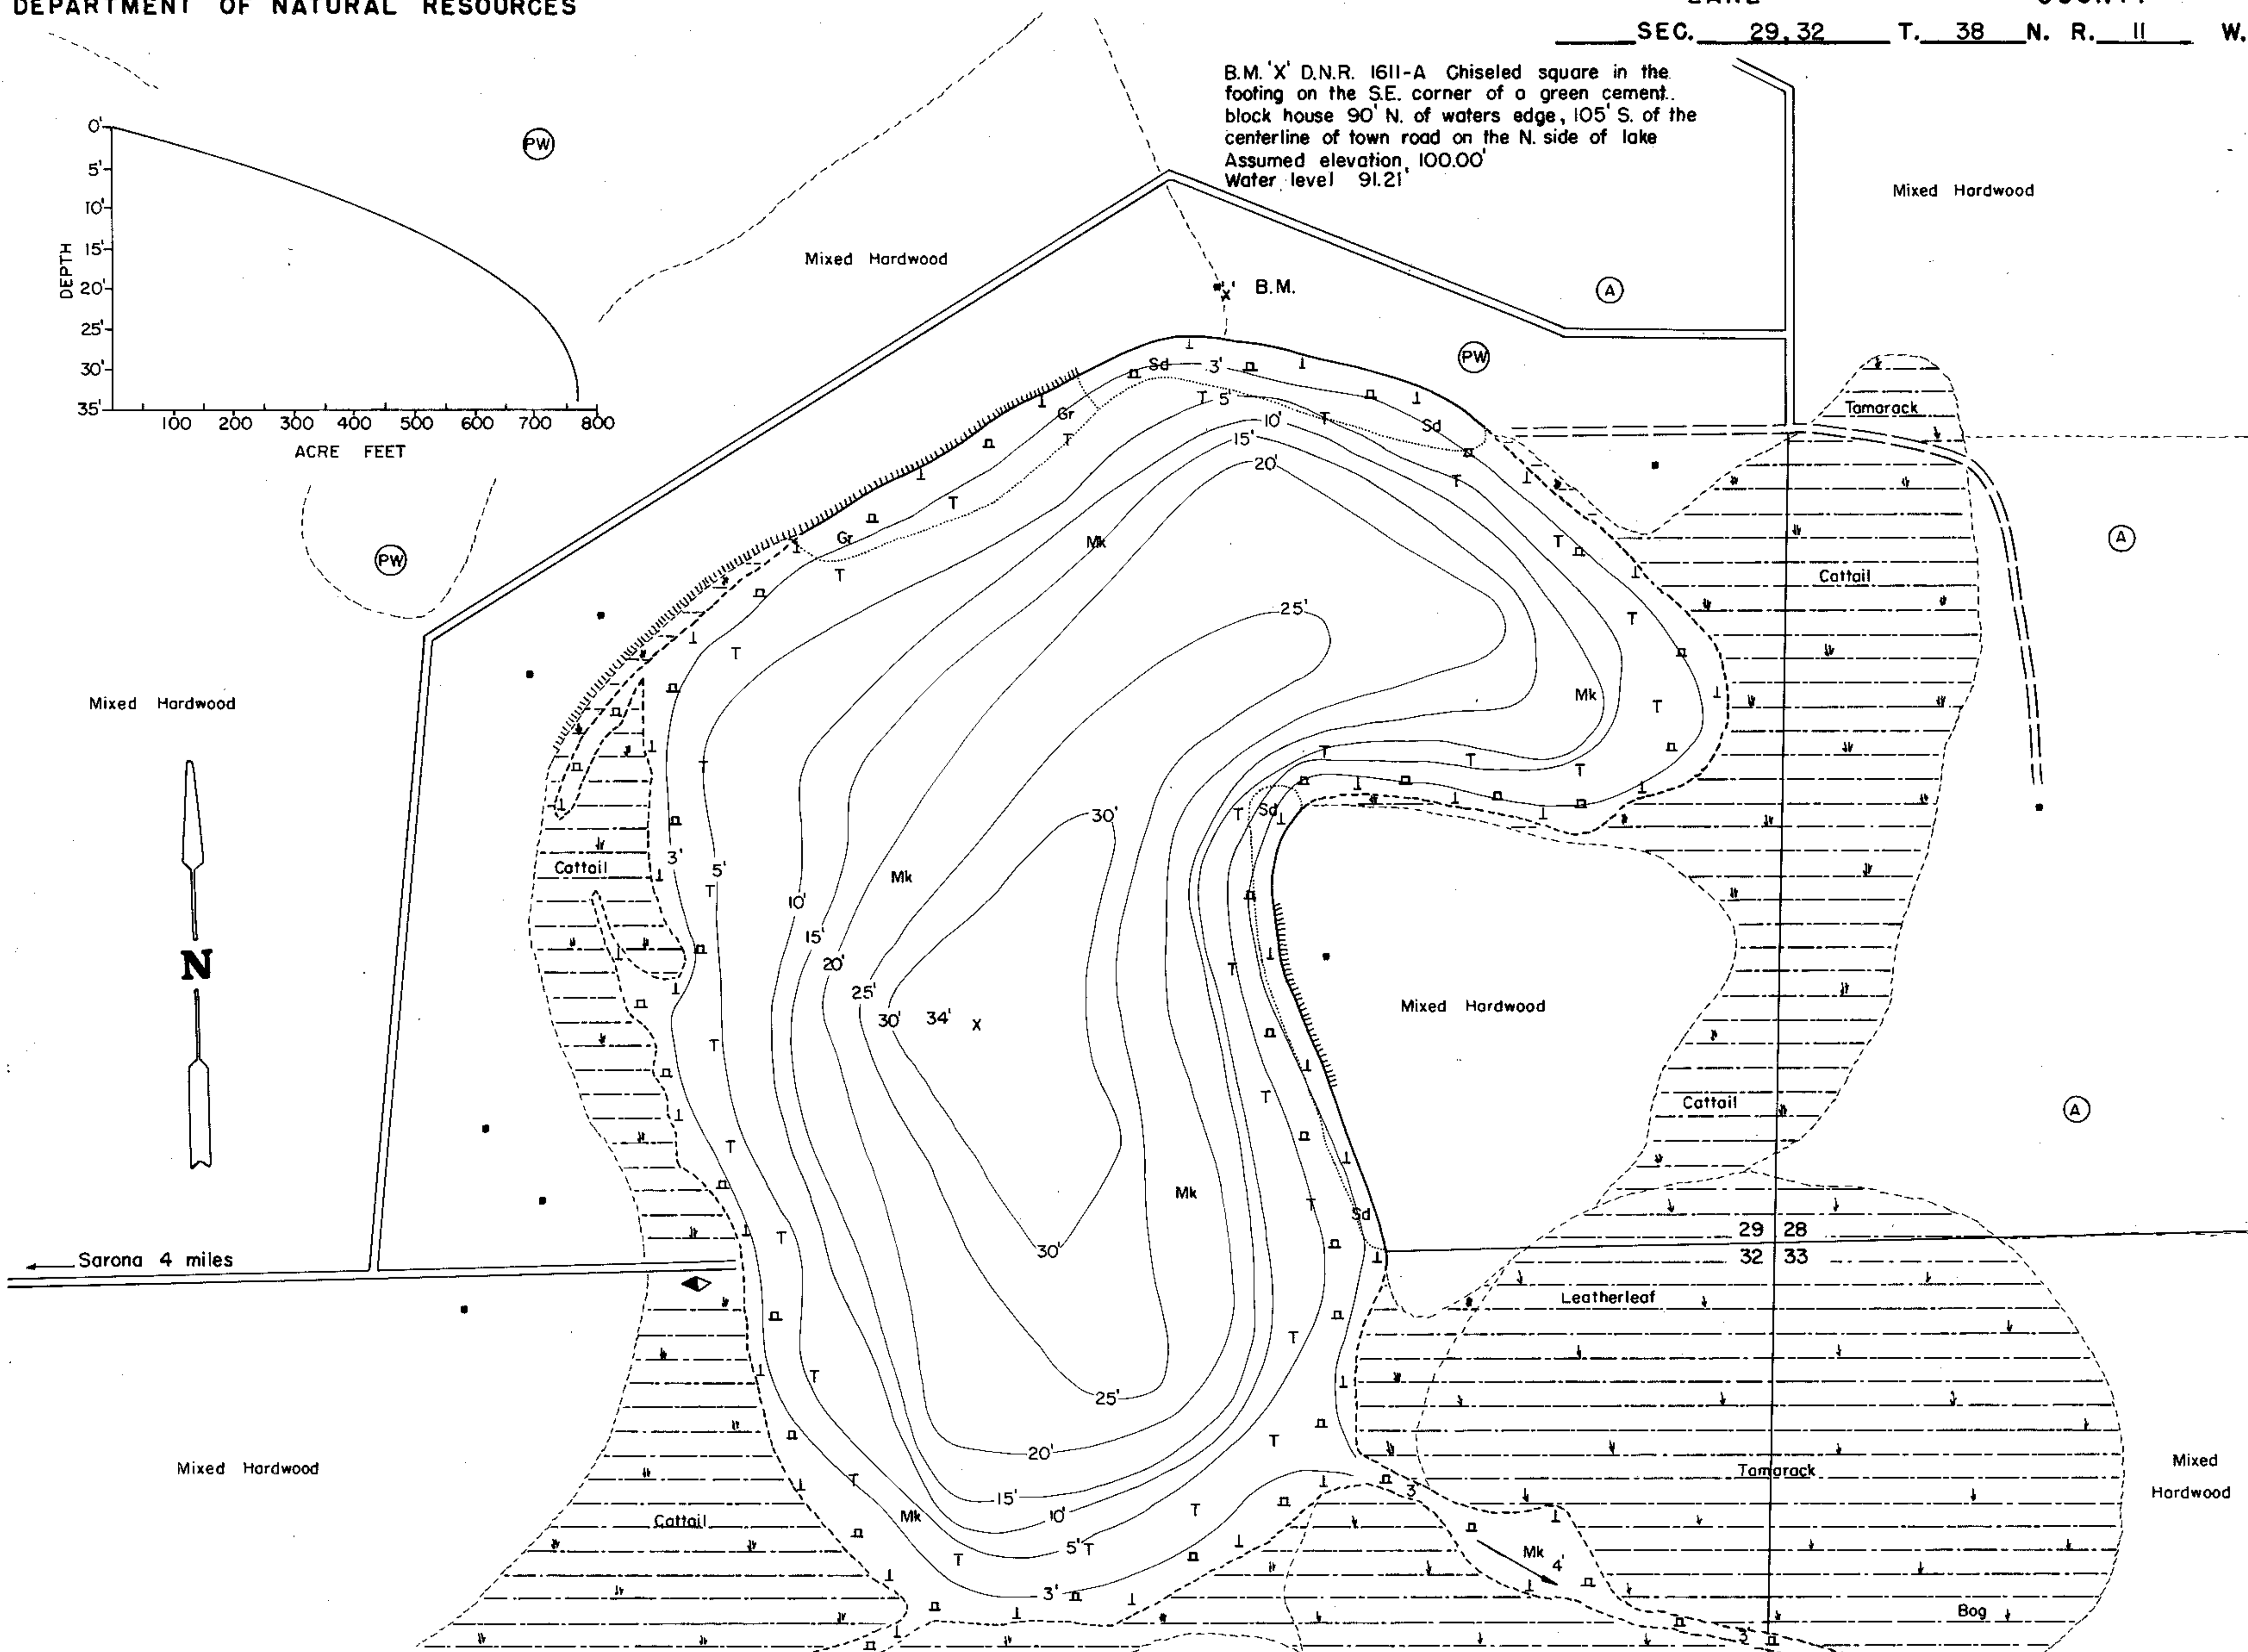 DEPARTMENT OF NATURAL RESOURCES
LAKE COUNTY
SEC. 29,32 T. 38 N. R. 11 W.
B.M. 'X' D.N.R. 1611-A Chiseled square in the
footing on the S.E. corner of a green cement
block house 90' N. of waters edge, 105' S. of the
centerline of town road on the N. side of lake
Assumed elevation 100.00'
Water level 91.21'
0'
5'
10'
15'
20'
25'
30'
35'
DEPTH
100 200 300 400 500 600 700 800
ACRE FEET
PW
Mixed Hardwood
Mixed Hardwood
'X' B.M.
A
PW
Sd 3'
T 5'
T
10'
15'
20'
Gr
T
Sd
T
Tamarack
Gr
T
T
Mk
T
Cattail
A
PW
25'
T
T
Mixed Hardwood
Mk
T
T
T
T
T
30'
T Sd
3'
5'
T
Cattail
Mk
10'
15'
20'
25'
30' 34' X
T
Mixed Hardwood
N
T
T
Cattail
A
T
Mk
T
Sd
T
30'
29 28
32 33
Sarona 4 miles
Leatherleaf
T
T
25'
20'
T
Mixed Hardwood
T
Tamarack
Mixed
Hardwood
15'
10'
5' T
3'
Mk
T
T
Cattail
3'
Mk 4'
Bog
3'